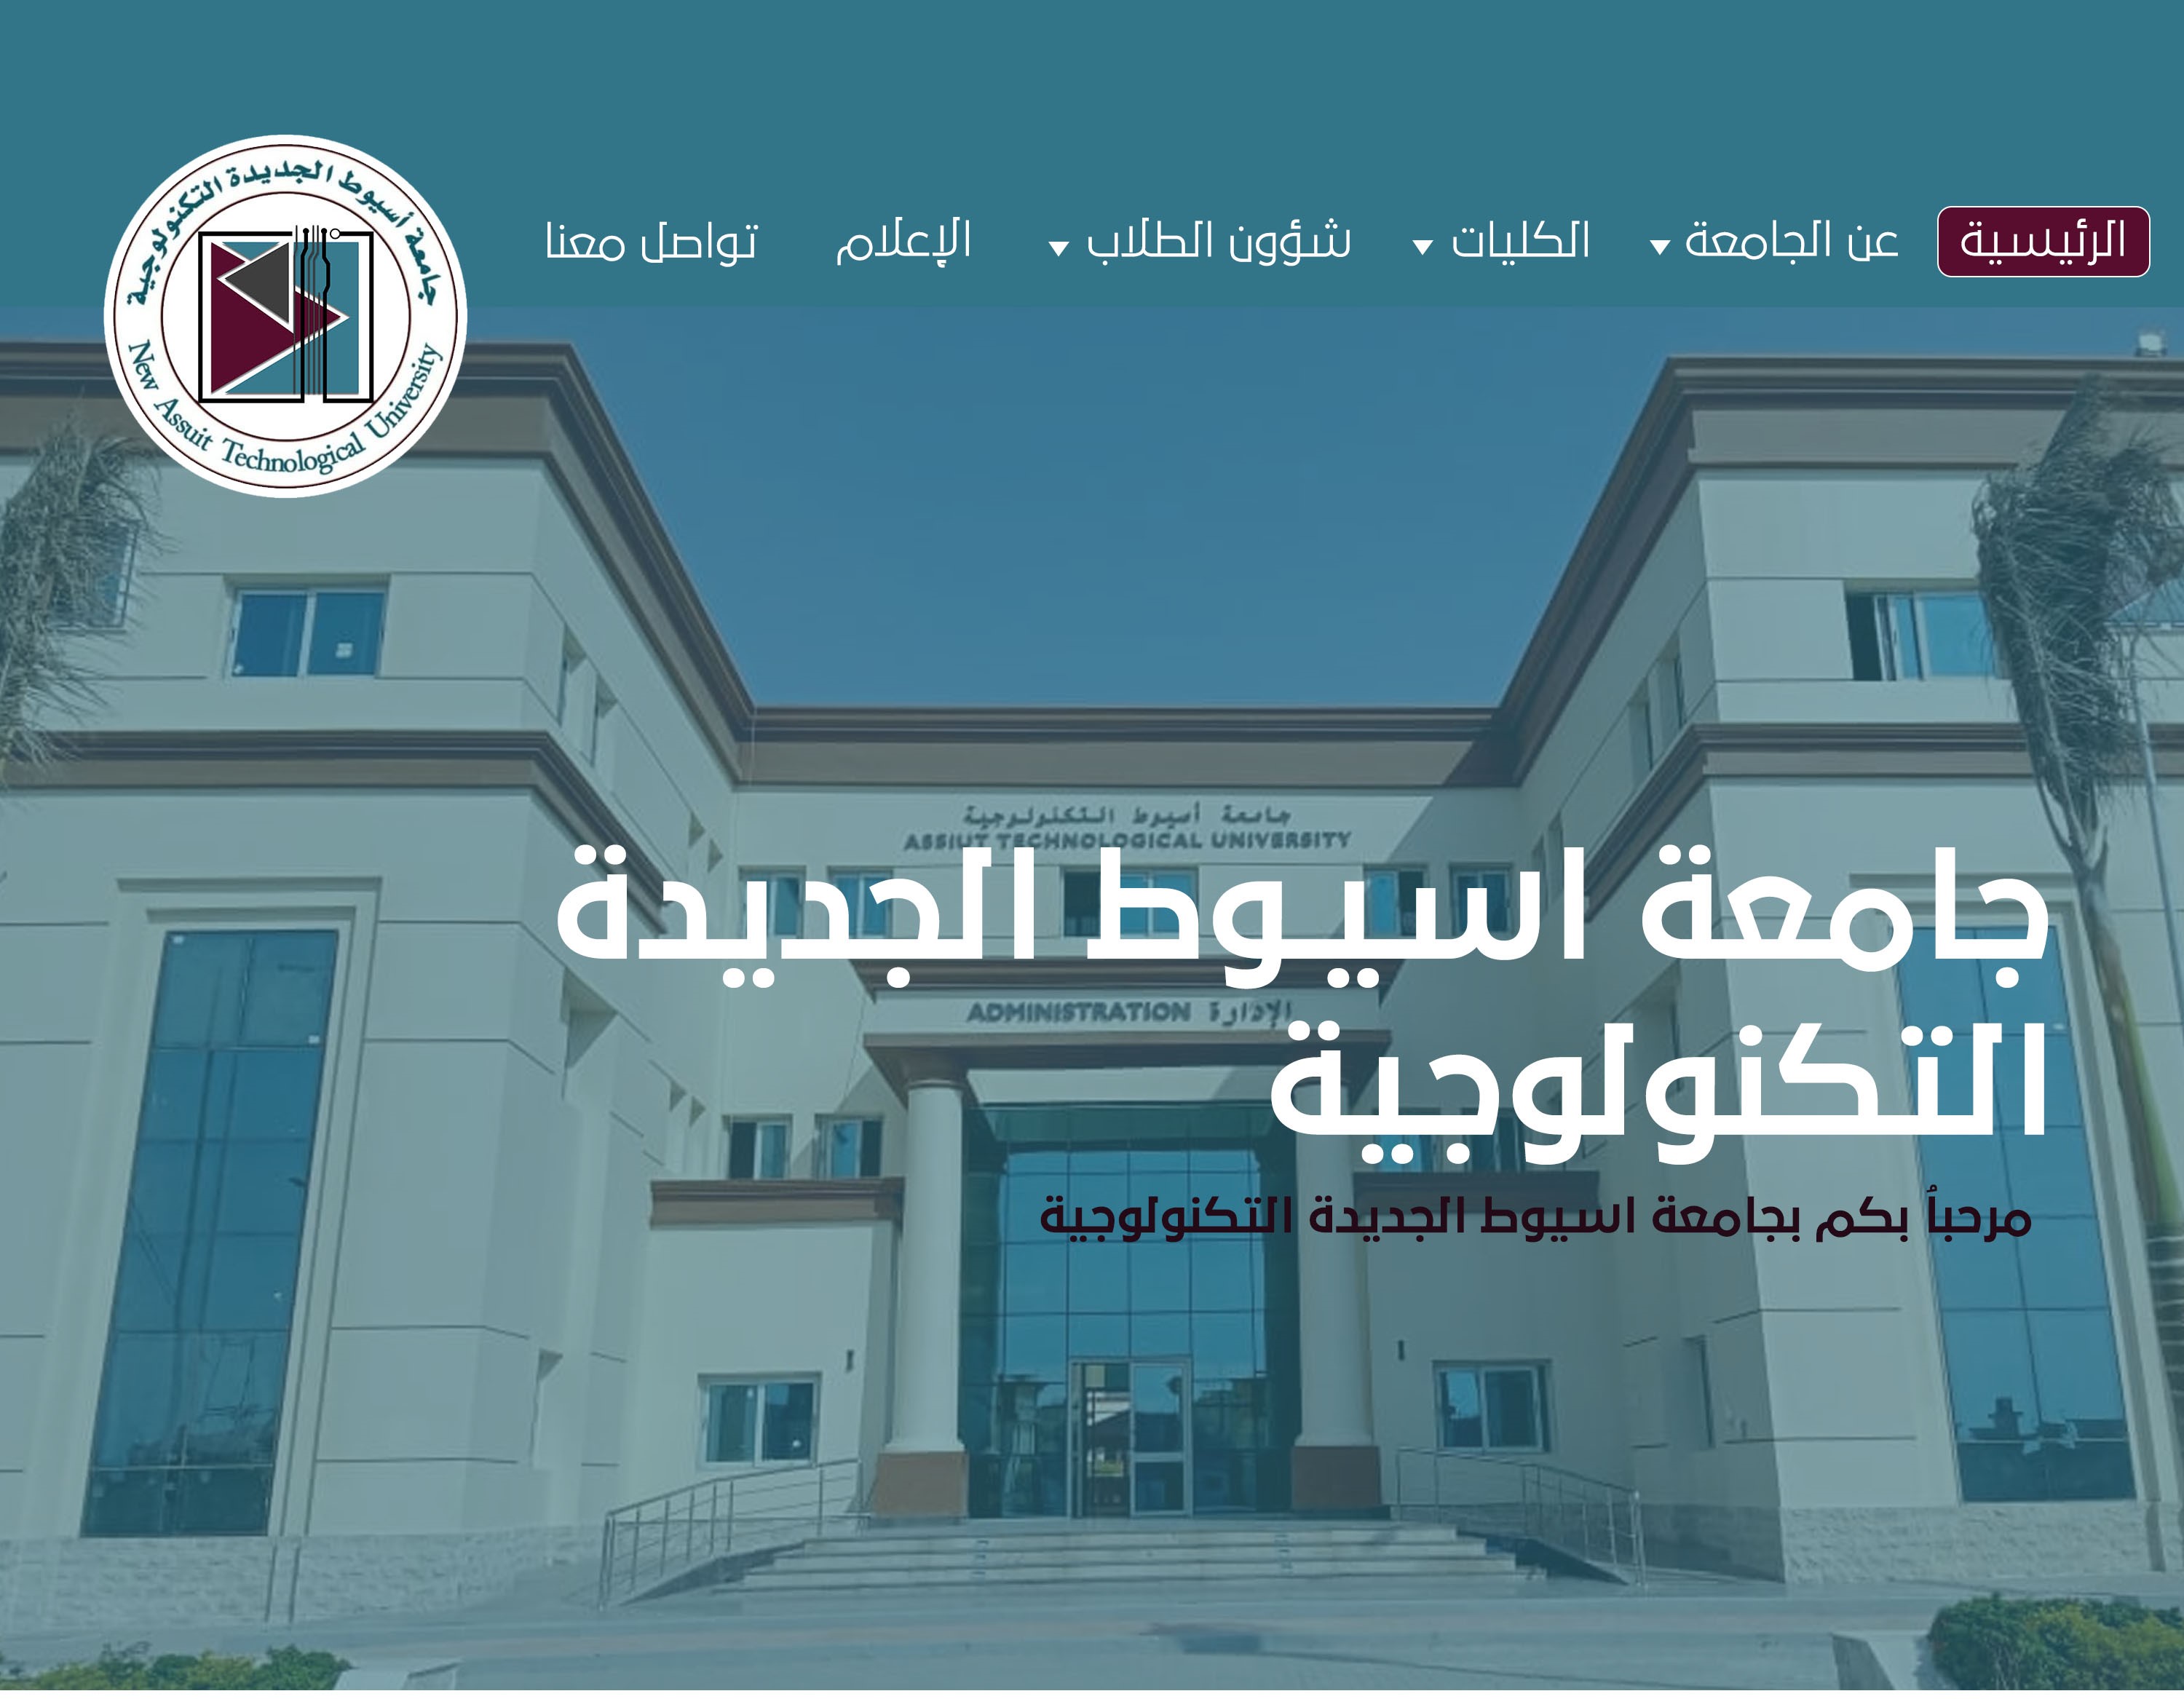 الرئيسية
عن الجامعة
الكليات
شؤون الطلاب
الإعلام
تواصل معنا
جامعة أسيوط الجديدة التكنولوجية
New Assuit Technological University
جامعة أسيوط التكنولوجية
ASSIUT TECHNOLOGICAL UNIVERSITY
جامعة اسيوط الجديدة
الإدارة ADMINISTRATION
التكنولوجية
مرحباُ بكم بجامعة اسيوط الجديدة التكنولوجية